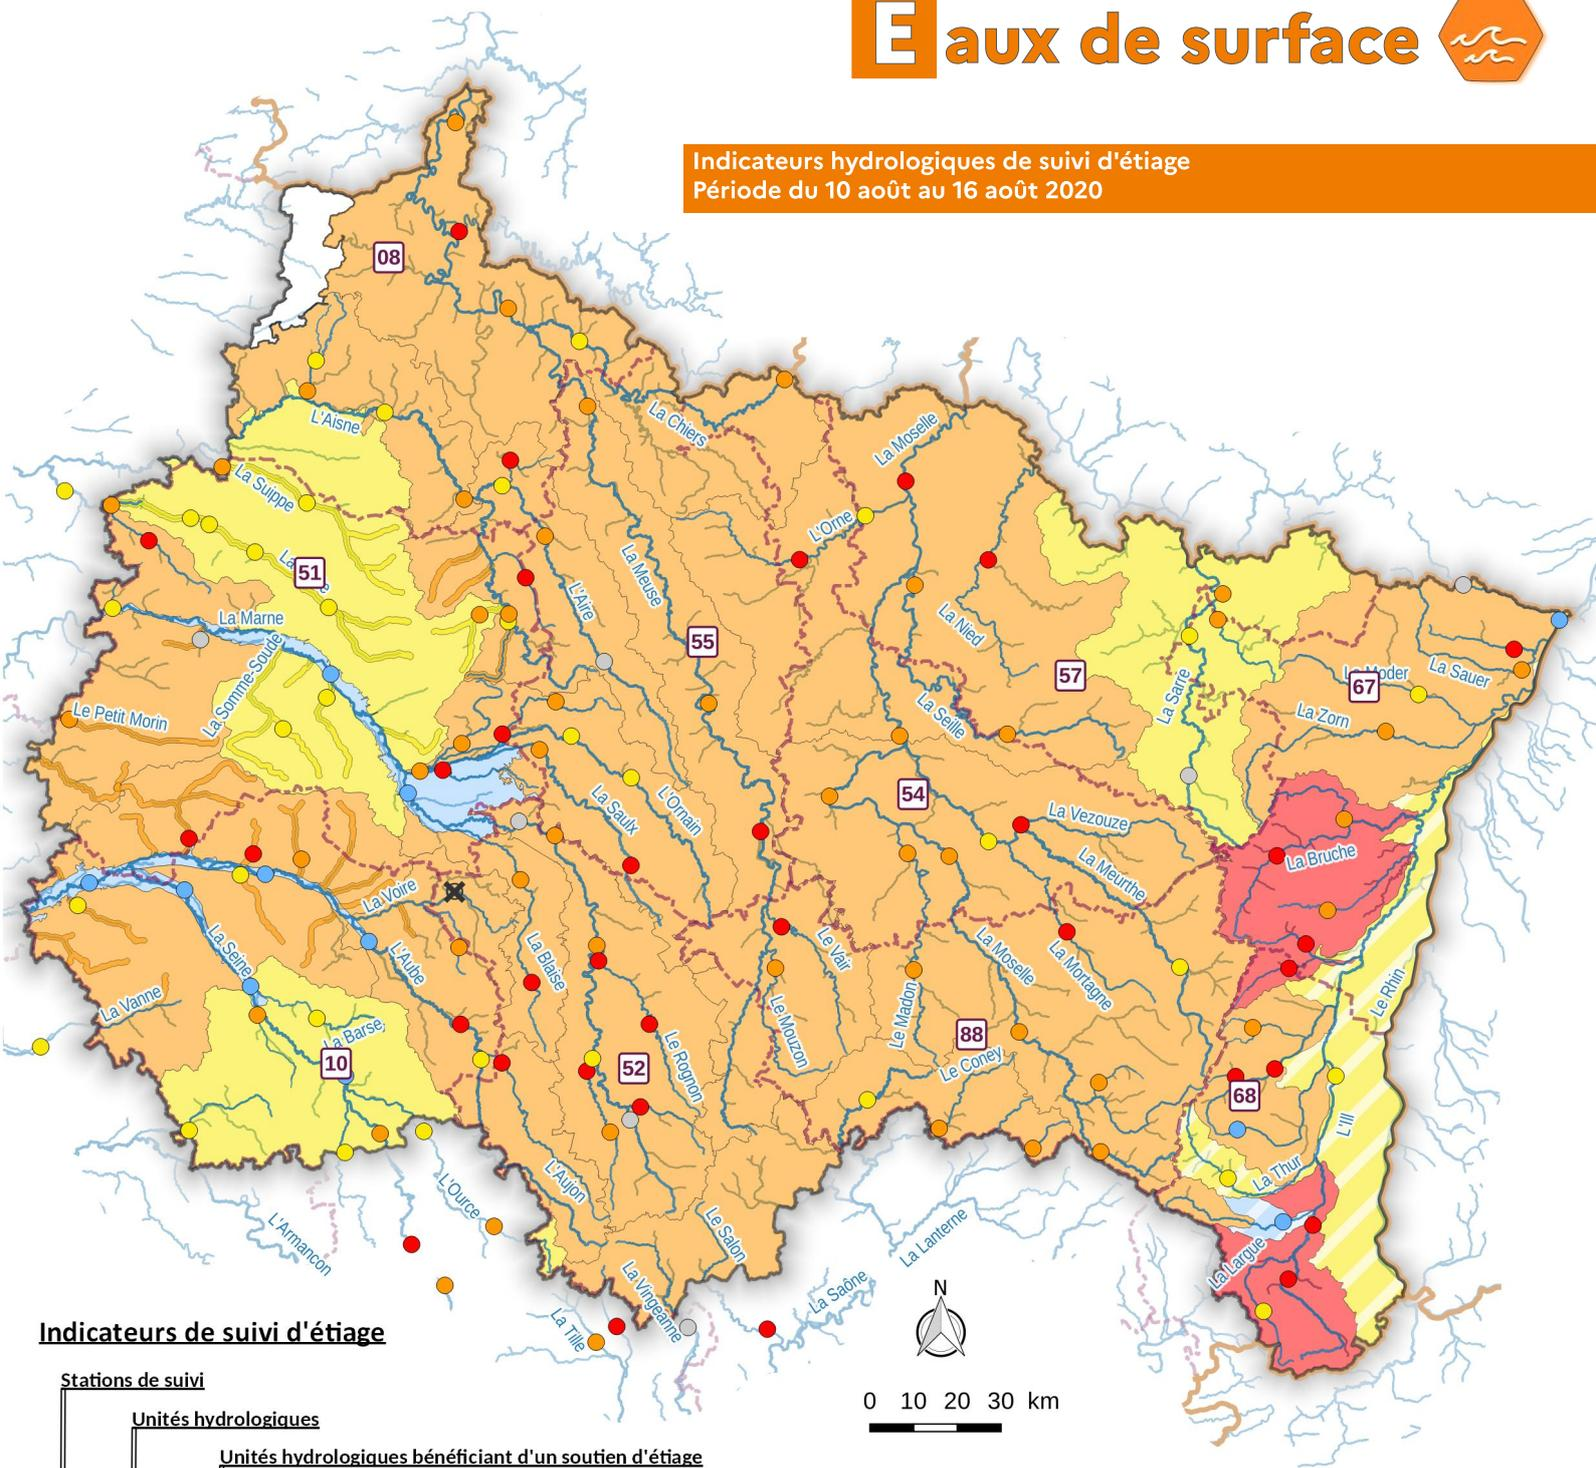 Eaux de surface
Indicateurs hydrologiques de suivi d'étiage
Période du 10 août au 16 août 2020
08
La Chiers
La Moselle
L'Aisne
La Suippe
L'Orne
51
La Meuse
L'Aire
La Marne
La Nied
55
57
La Somme-Soude
Le Petit Morin
La Seille
La Sarre
La Sauer
67
La Zorn
54
La Saulx
L'Ornain
La Vezouze
La Meurthe
La Bruche
La Voire
La Seine
L'Aube
La Blaise
Le Vair
La Moselle
La Mortagne
Le Rhin
La Vanne
La Barse
10
Le Mouzon
Le Madon
88
Le Coney
52
Le Rognon
68
L'Ill
La Thur
L'Aujon
L'Ource
L'Armançon
Le Salon
La Lanterne
La Largue
La Vingeanne
La Saône
La Tille
N
Indicateurs de suivi d'étiage
Stations de suivi
Unités hydrologiques
Unités hydrologiques bénéficiant d'un soutien d'étiage
0 10 20 30 km